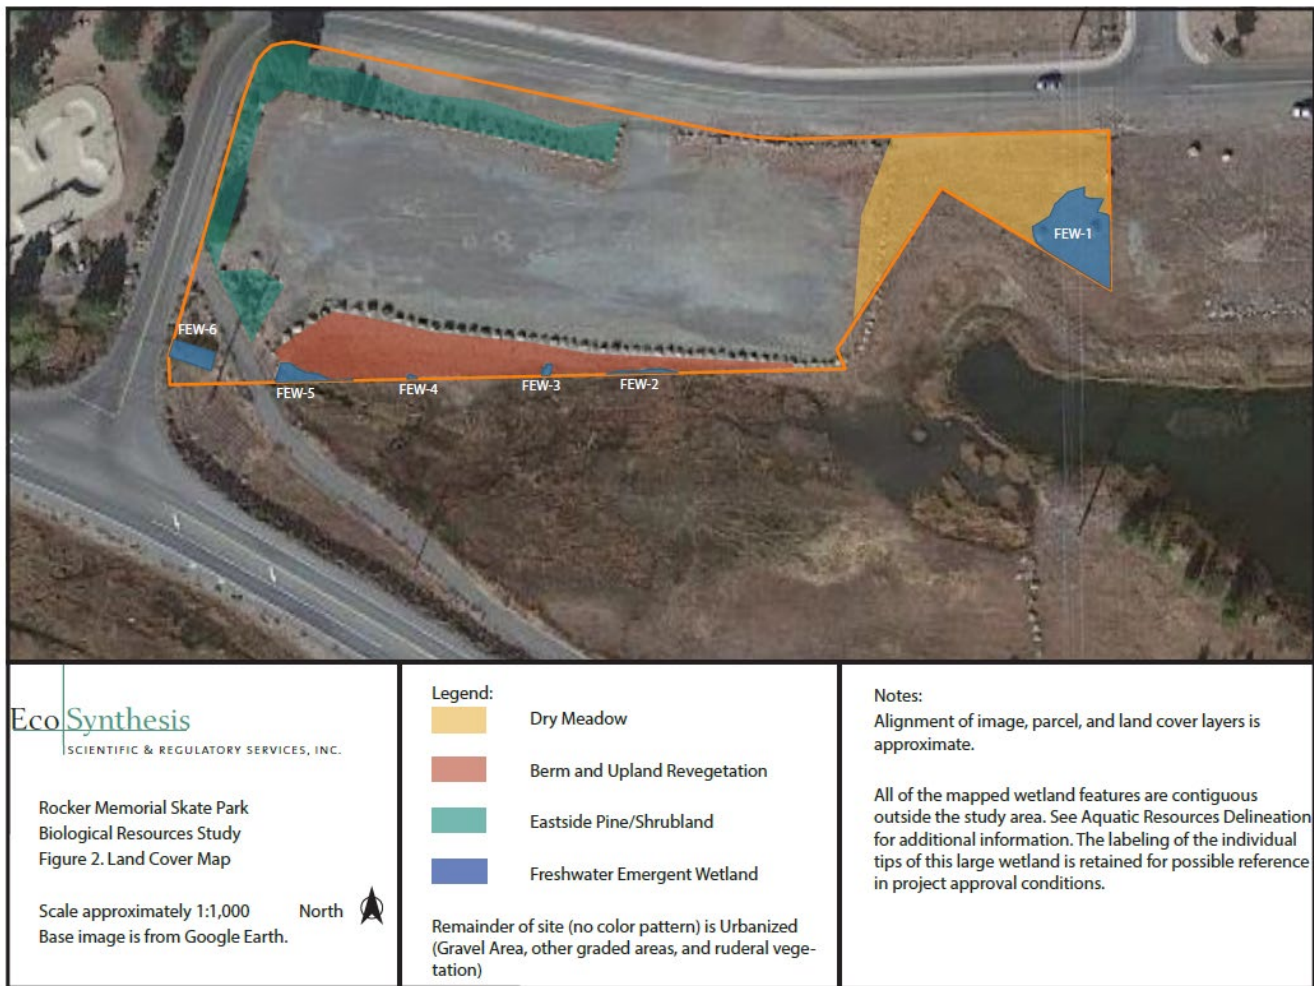 FEW-1
FEW-6
FEW-5
FEW-4
FEW-3
FEW-2
Eco Synthesis
SCIENTIFIC & REGULATORY SERVICES, INC.
Rocker Memorial Skate Park
Biological Resources Study
Figure 2. Land Cover Map
Scale approximately 1:1,000 North
Base image is from Google Earth.
Legend:
Dry Meadow
Berm and Upland Revegetation
Eastside Pine/Shrubland
Freshwater Emergent Wetland
Remainder of site (no color pattern) is Urbanized
(Gravel Area, other graded areas, and ruderal vege-
tation)
Notes:
Alignment of image, parcel, and land cover layers is
approximate.
All of the mapped wetland features are contiguous
outside the study area. See Aquatic Resources Delineation
for additional information. The labeling of the individual
tips of this large wetland is retained for possible reference
in project approval conditions.